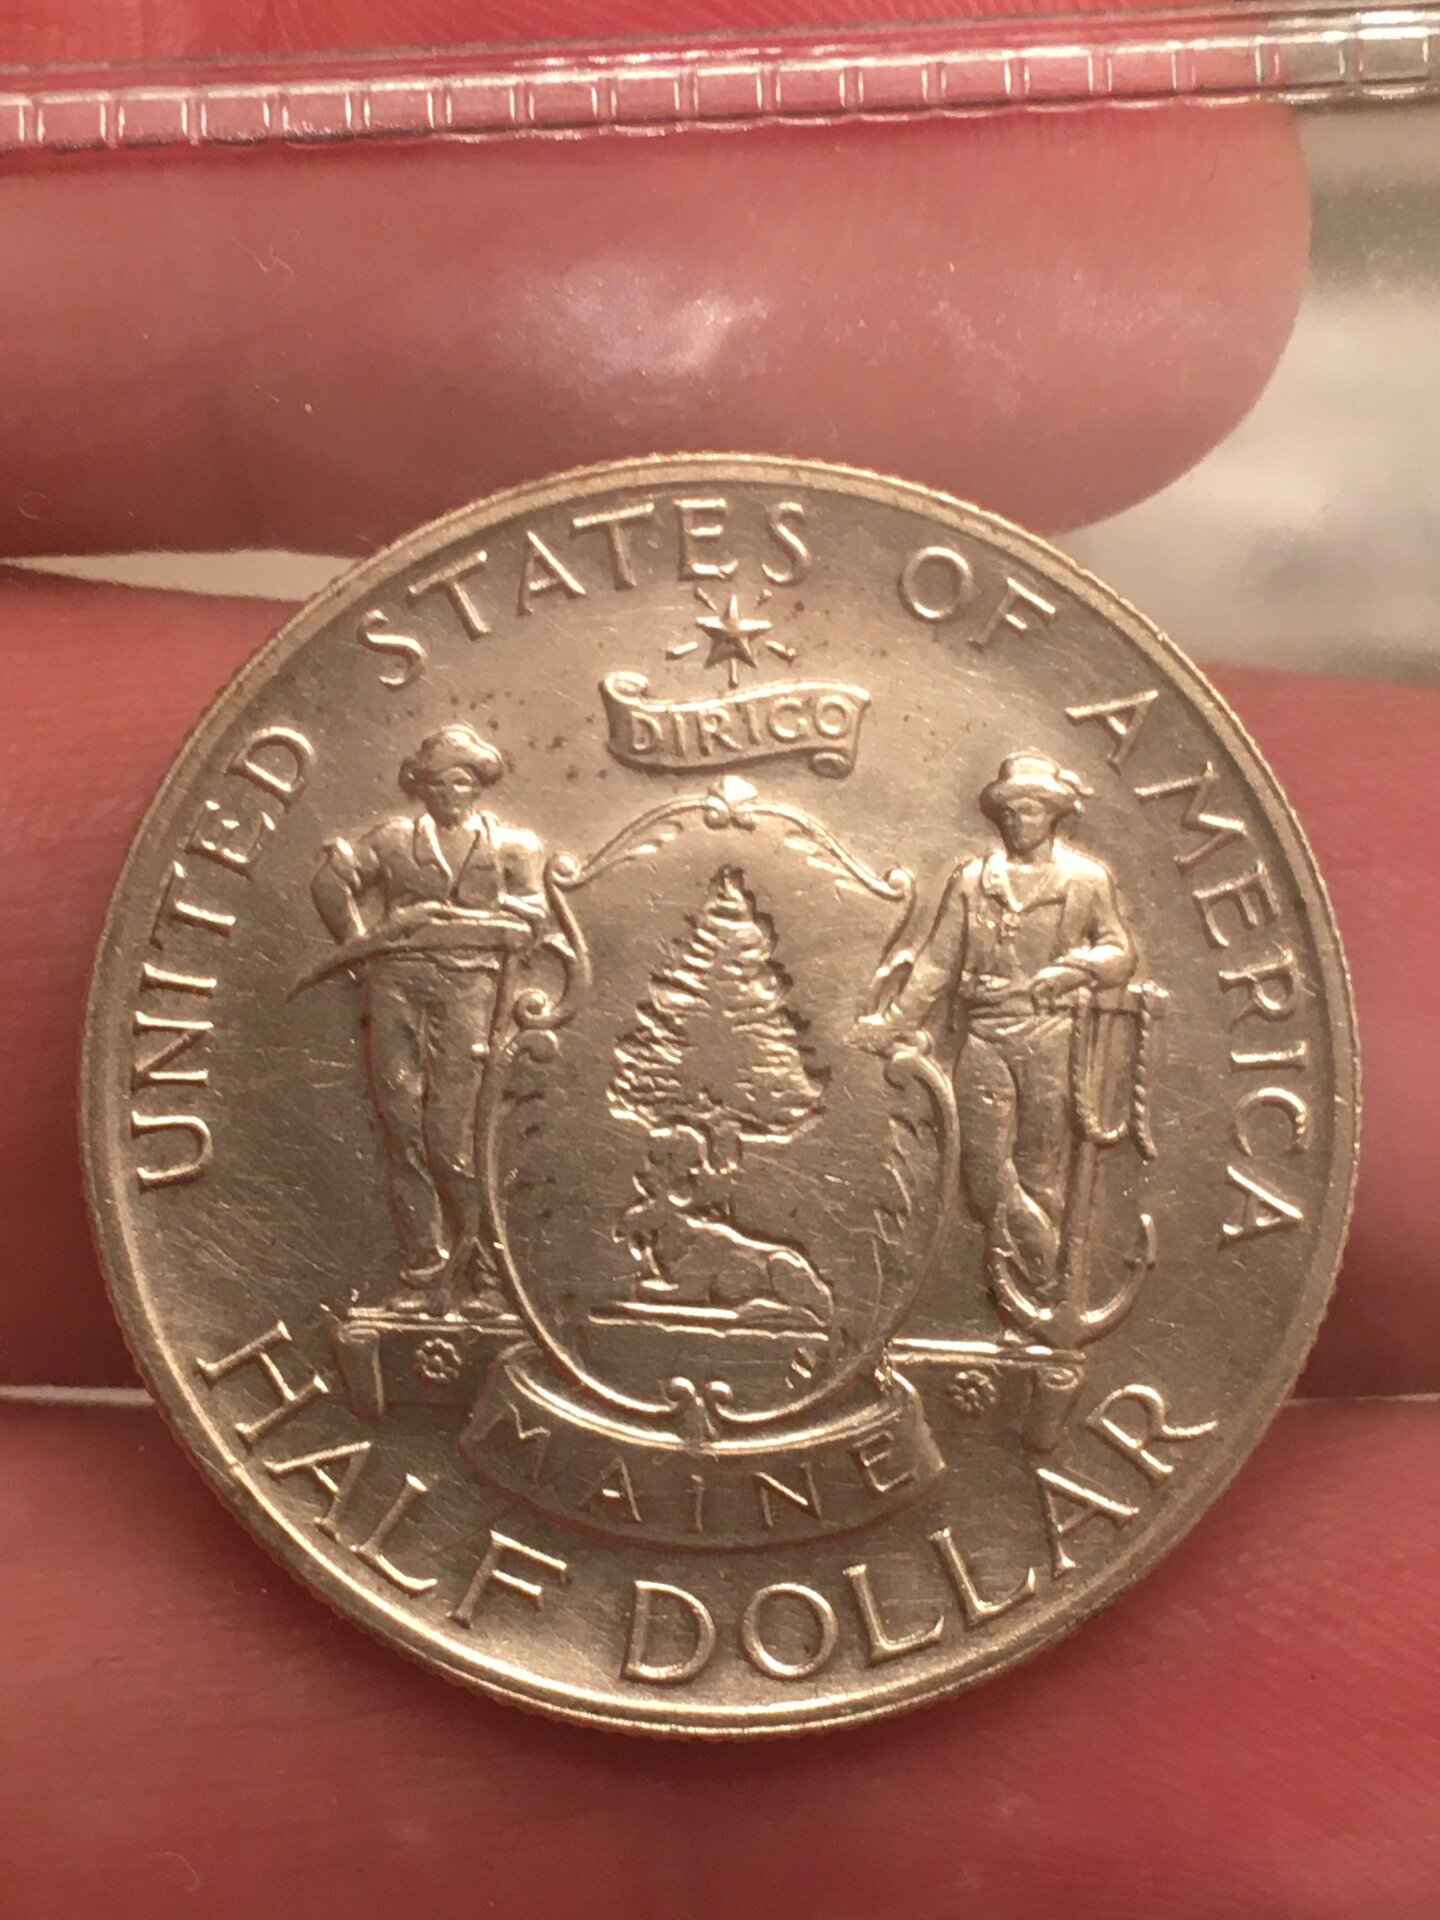 UNITED STATES OF AMERICA
DIRIGO
MAINE
HALF DOLLAR